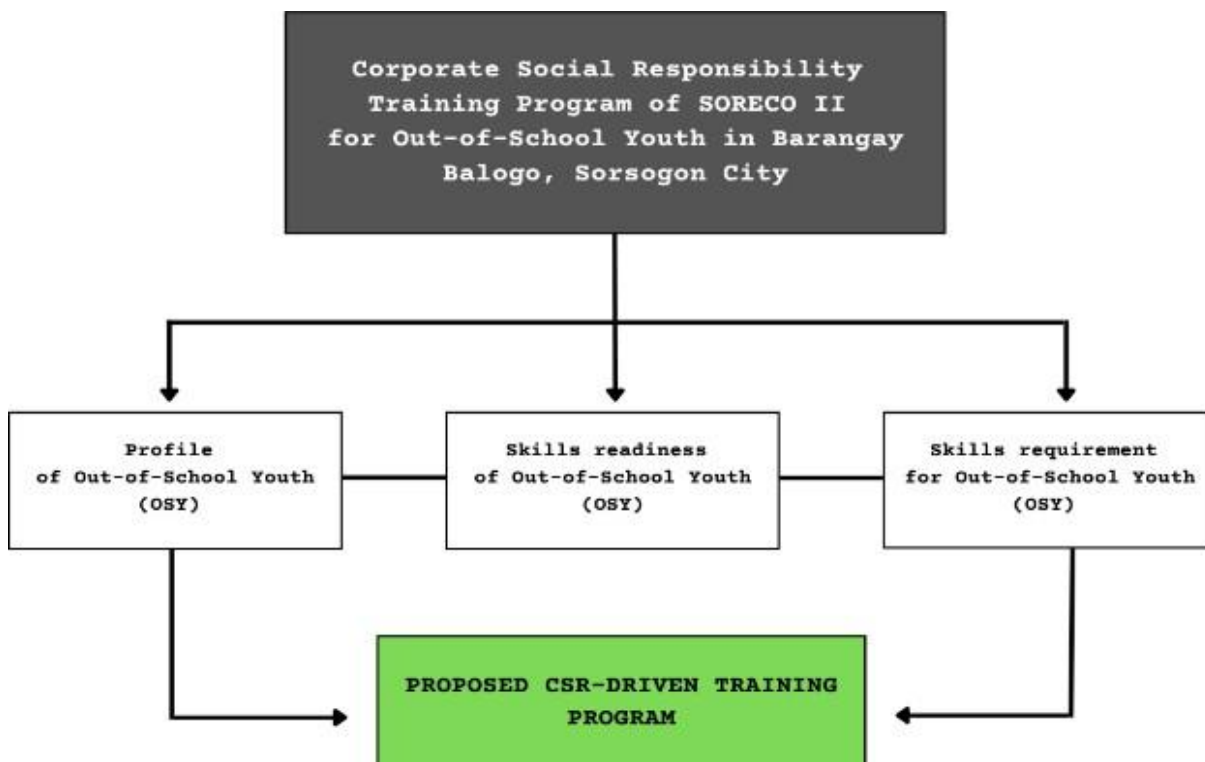 Corporate Social Responsibility
Training Program of SORECO II
for Out-of-School Youth in Barangay
Balogo, Sorsogon City
Profile
of Out-of-School Youth
(OSY)
Skills readiness
of Out-of-School Youth
(OSY)
Skills requirement
for Out-of-School Youth
(OSY)
PROPOSED CSR-DRIVEN TRAINING
PROGRAM